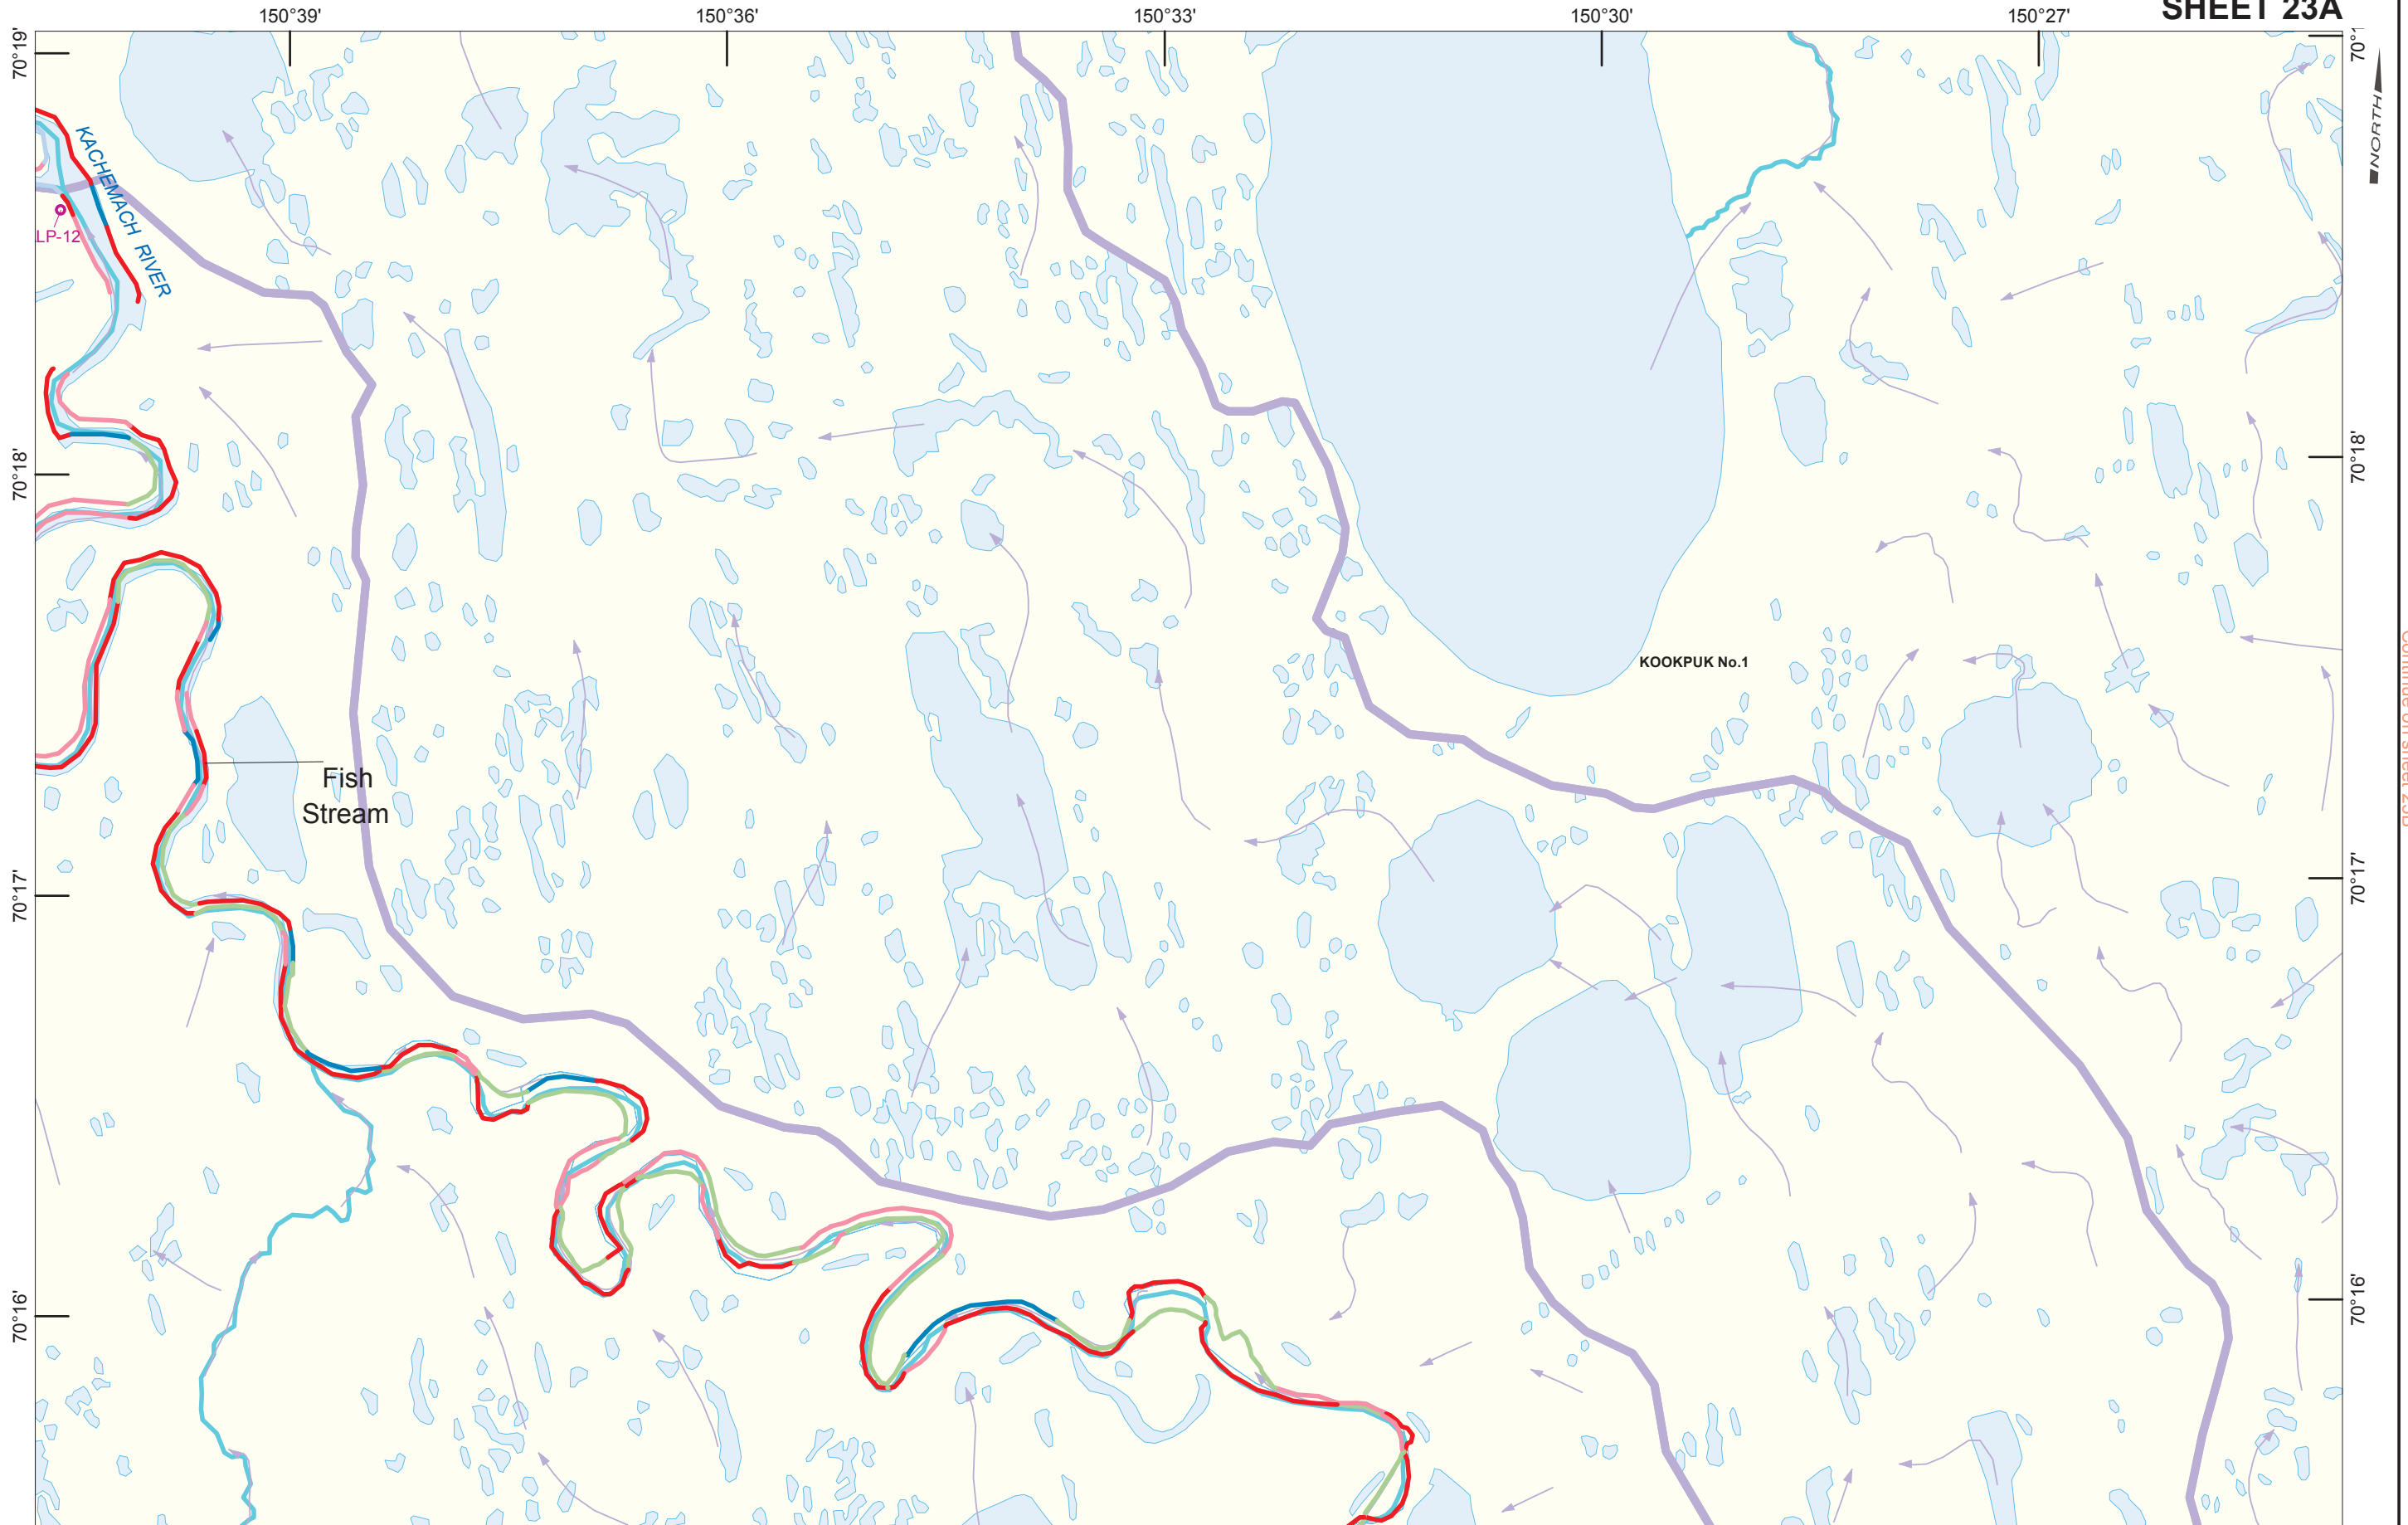 150°39' 150°36' 150°33' 150°30' 150°27'
SHEET 23A
70°19'
70°1
NORTH
KACHEMACH RIVER
LP-12
70°18'
70°18'
KOOKPUK No.1
Fish
Stream
70°17'
70°17'
70°16'
70°16'